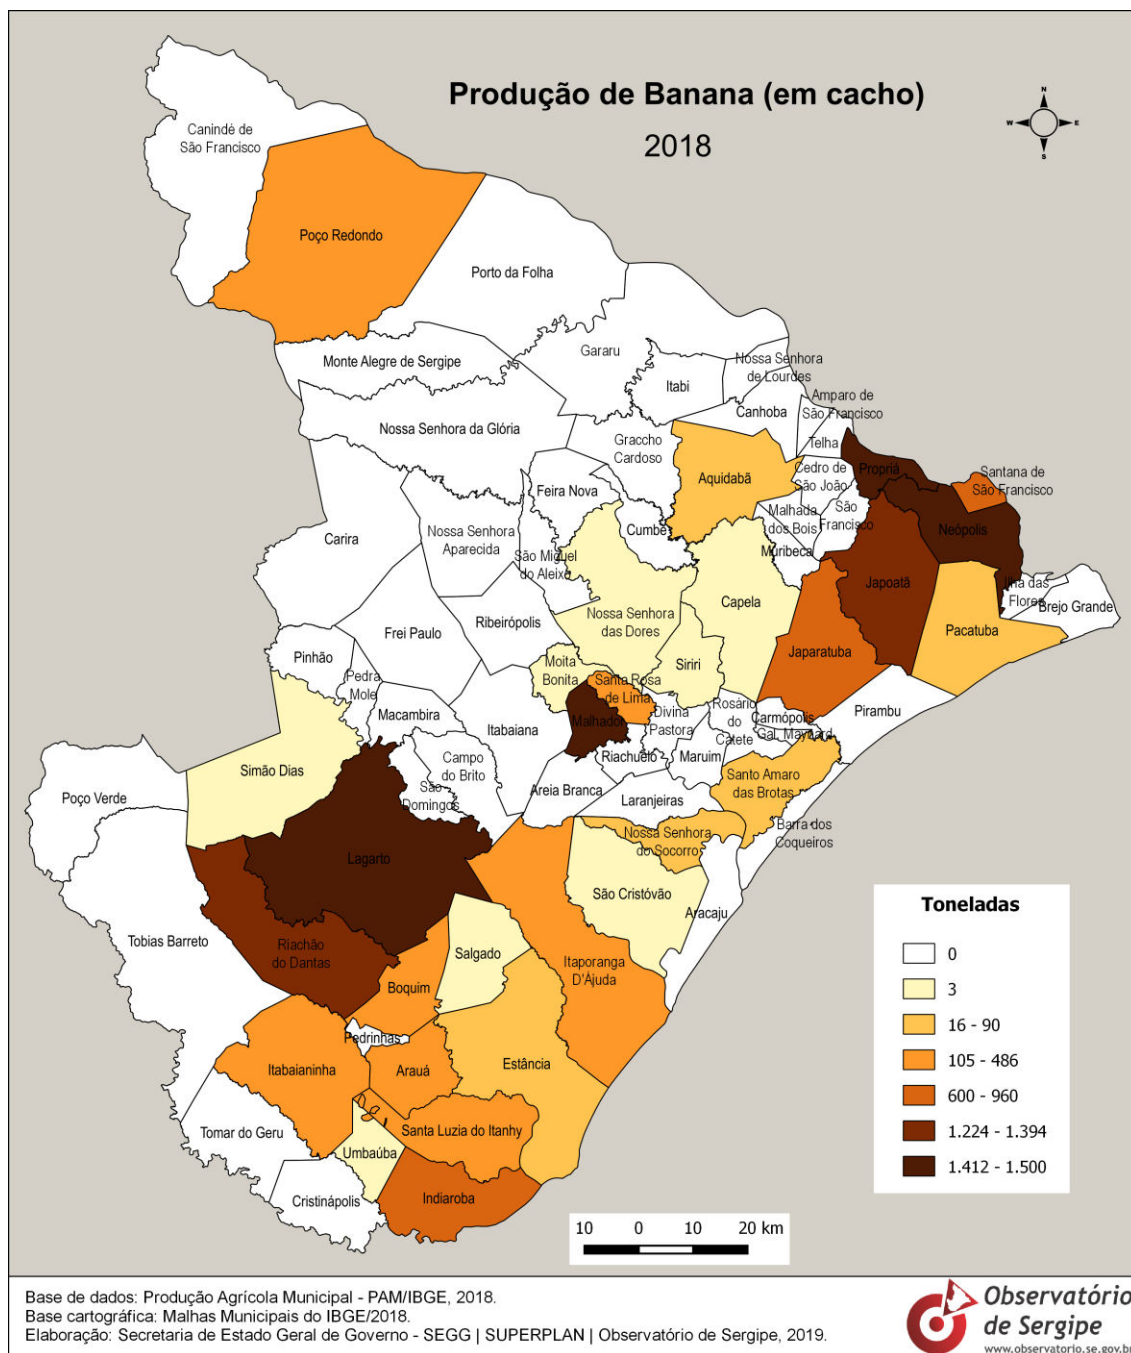 Produção de Banana (em cacho)
2018
N
W
E
S
Canindé de
São Francisco
Poço Redondo
Porto da Folha
Monte Alegre de Sergipe
Gararu
Itabi
Nossa Senhora
de Lourdes
Amparo de
São Francisco
Canhoba
Telha
Nossa Senhora da Glória
Graccho
Cardoso
Aquidabã
Cedro de
São João
Propriá
Santana de
São Francisco
Feira Nova
Cumbe
Malhada
dos Bois
São
Francisco
Neópolis
Carira
Nossa Senhora
Aparecida
São Miguel
do Aleixo
Muribeca
Japoatã
Ilha das
Flores
Brejo Grande
Nossa Senhora
das Dores
Capela
Ribeirópolis
Frei Paulo
Pacatuba
Pinhão
Pedra
Mole
Moita
Bonita
Siriri
Japaratuba
Santa Rosa
de Lima
Macambira
Itabaiana
Malhador
Divina
Pastora
Rosário
do
Catete
Carmópolis
Gal. Maynard
Pirambu
Riachuelo
Maruim
Campo
do Brito
São
Domingos
Simão Dias
Poço Verde
Areia Branca
Laranjeiras
Santo Amaro
das Brotas
Barra dos
Coqueiros
Nossa Senhora
do Socorro
Lagarto
São Cristóvão
Aracaju
Tobias Barreto
Riachão
do Dantas
Salgado
Itaporanga
D'Ajuda
Boquim
Pedrinhas
Itabaianinha
Arauá
Estância
Tomar do Geru
Umbaúba
Santa Luzia do Itanhy
Cristinápolis
Indiaroba
Toneladas
0
3
16 - 90
105 - 486
600 - 960
1.224 - 1.394
1.412 - 1.500
10 0 10 20 km
Base de dados: Produção Agrícola Municipal - PAM/IBGE, 2018.
Base cartográfica: Malhas Municipais do IBGE/2018.
Elaboração: Secretaria de Estado Geral de Governo - SEGG | SUPERPLAN | Observatório de Sergipe, 2019.
Observatório
de Sergipe
www.observatorio.se.gov.br